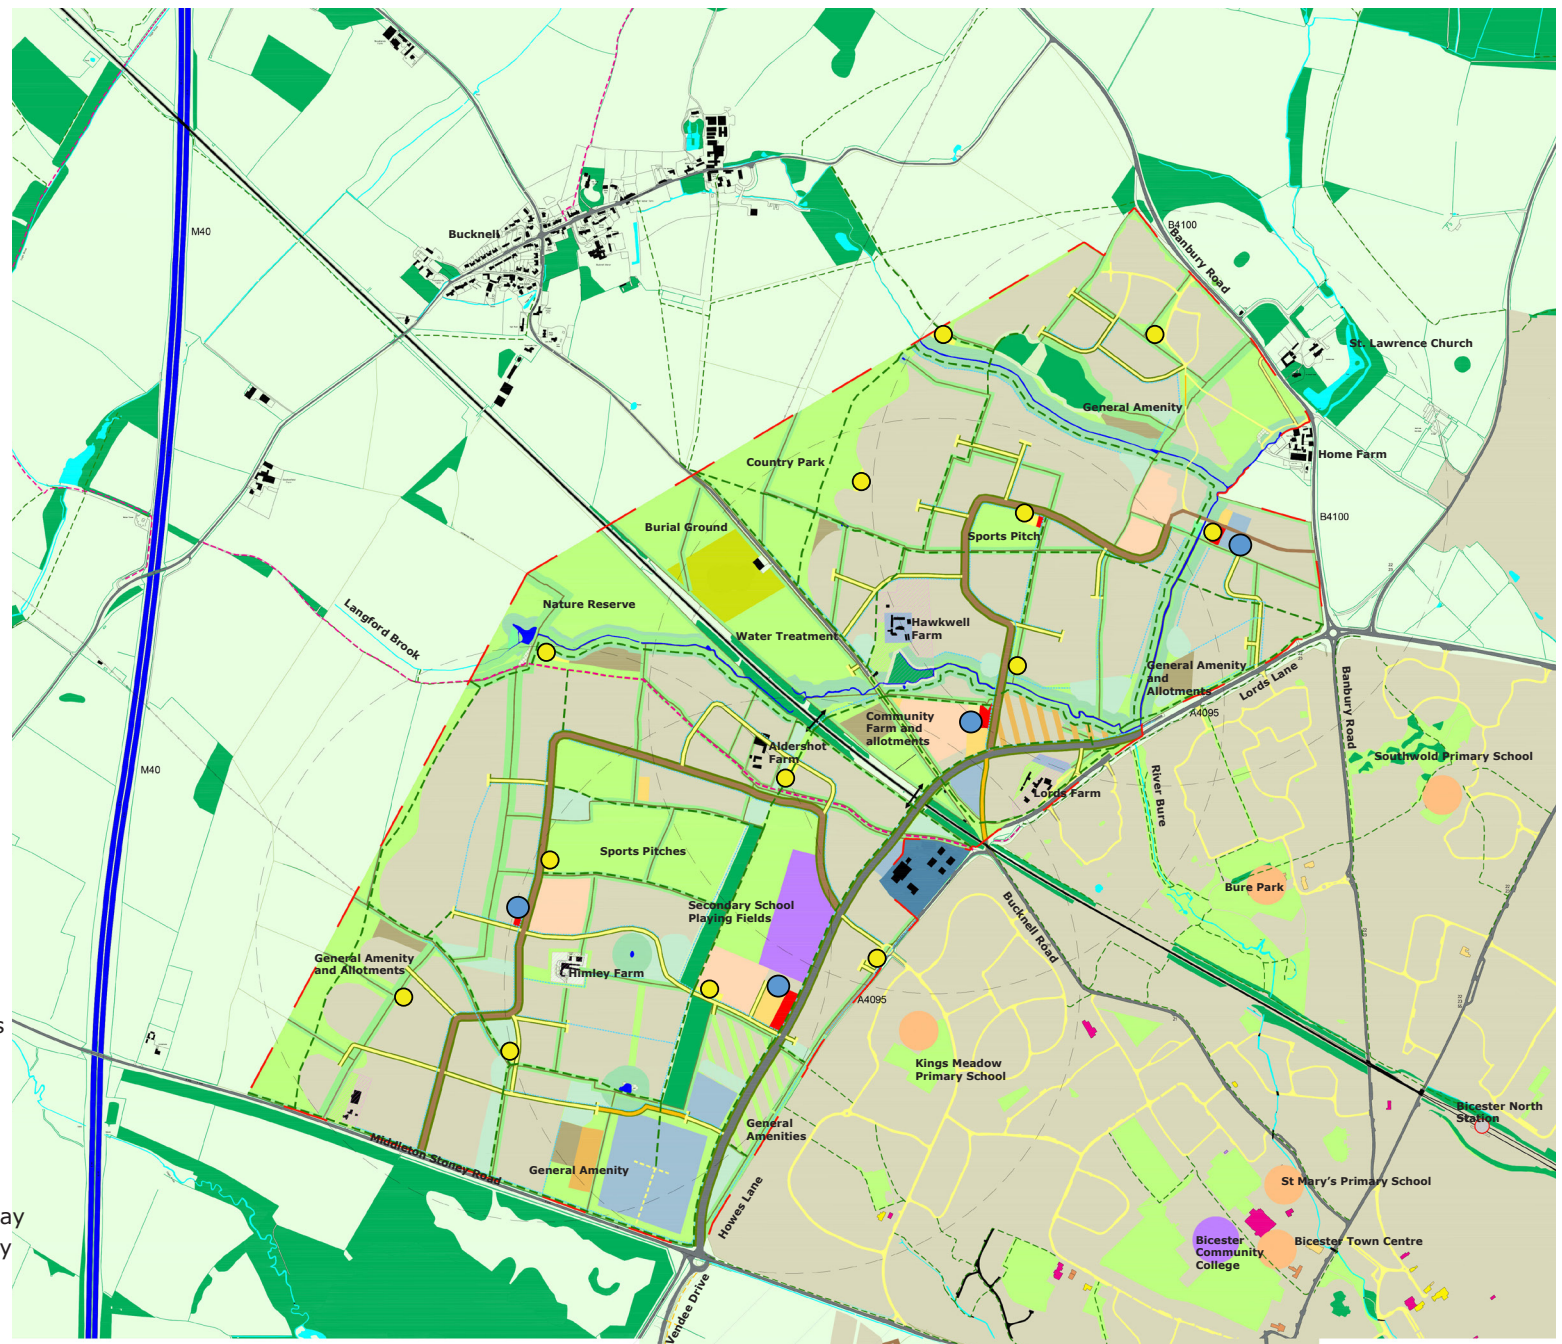 M40
Bucknell
B4100
Banbury Road
St. Lawrence Church
General Amenity
Home Farm
Country Park
B4100
Burial Ground
Sports Pitch
Nature Reserve
Langford Brook
Water Treatment
Hawkwell
Farm
General Amenity
and
Allotments
Lords Lane
A4095
Banbury Road
Community
Farm and
allotments
Aldershot
Farm
Southwold Primary School
M40
River Bure
Lords Farm
Sports Pitches
Bure Park
Secondary School
Playing Fields
Bucknell Road
General Amenity
and Allotments
Himley Farm
A4095
s
Kings Meadow
Primary School
Bicester North
Station
General
Amenities
Middleton Stoney Road
General Amenity
St Mary's Primary School
Howes Lane
ay
y
Bicester
Community
College
Bicester Town Centre
Vendee Drive